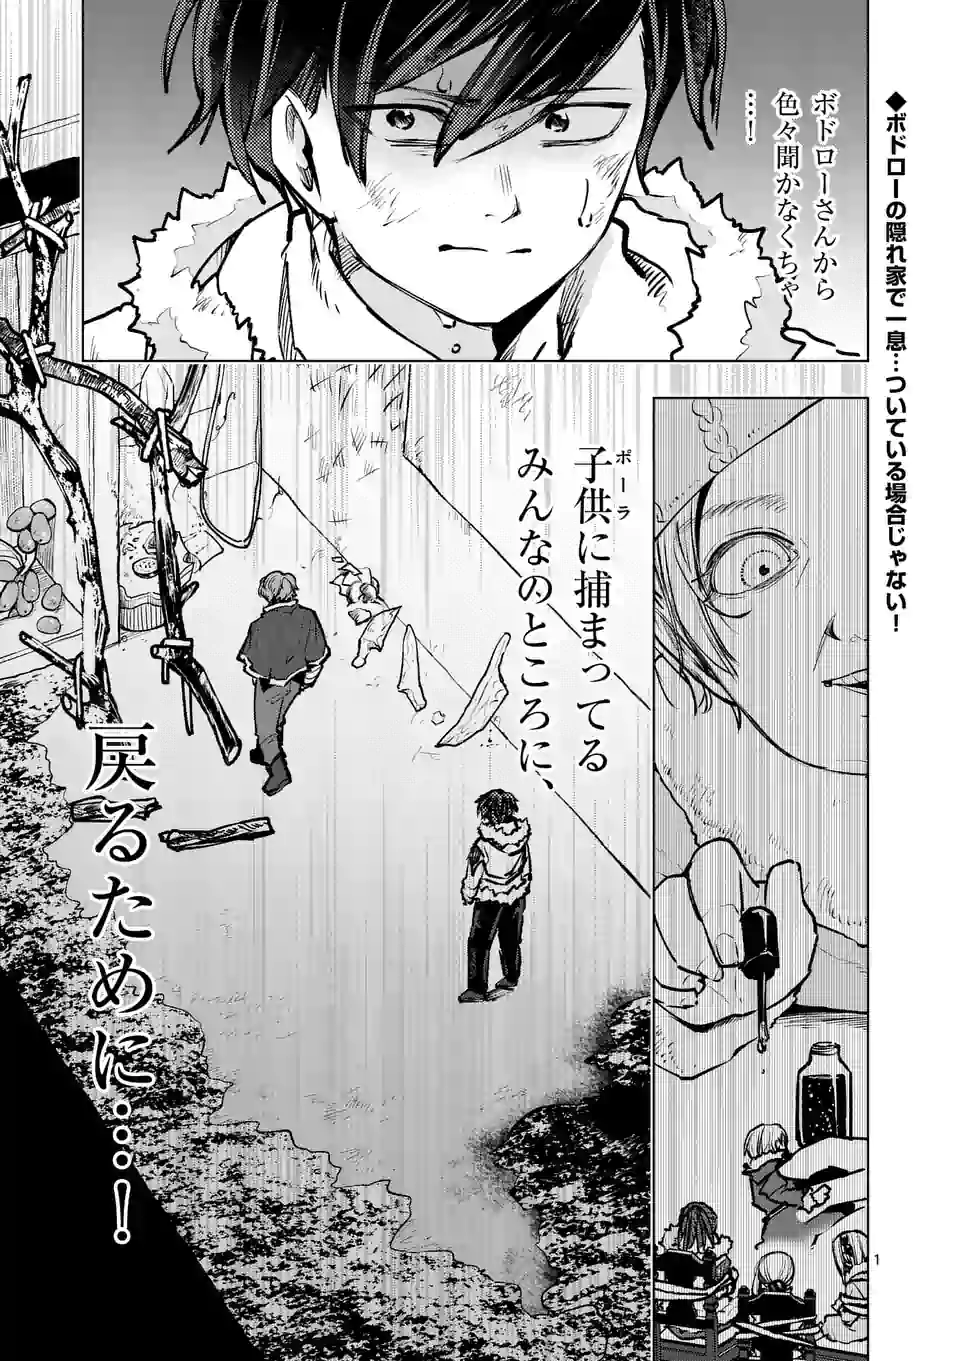 ◆ボドローの隠れ家で一息…ついている場合じゃない！
ボドローさんから
色々聞かなくちゃ
…！
子供に捕まってる
ポーラ
みんなのところに、
戻るために…！
1